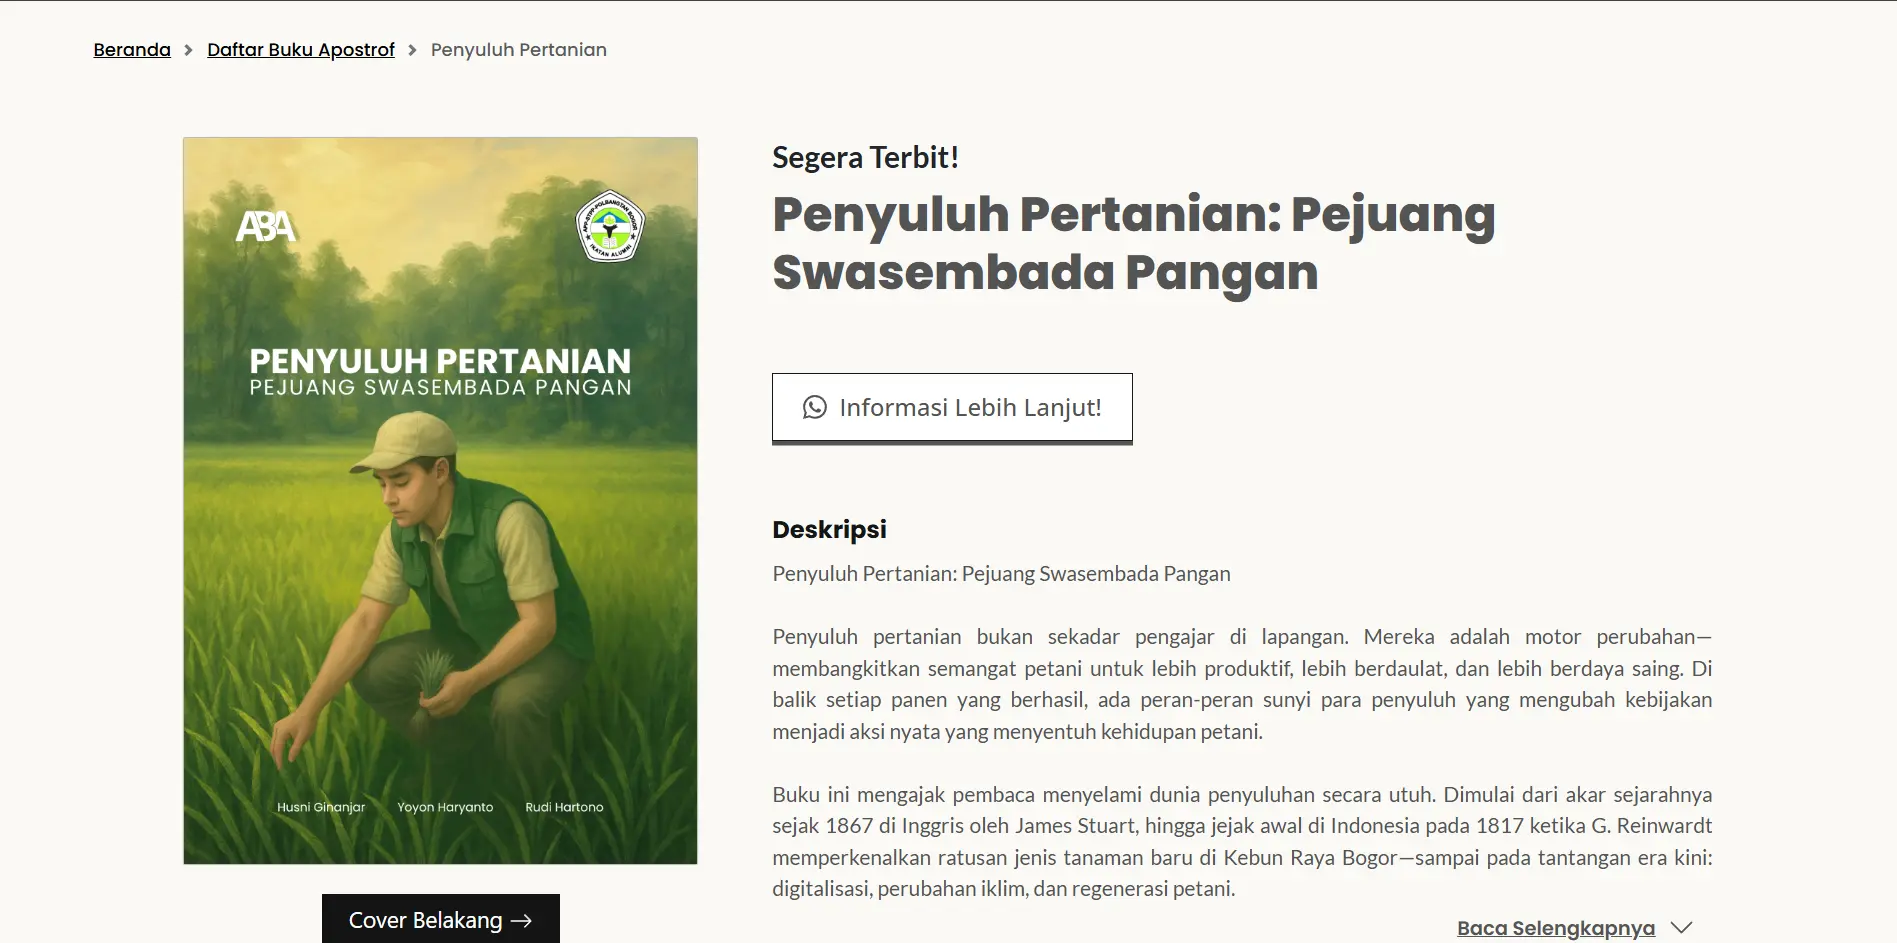 Beranda > Daftar Buku Apostrof > Penyuluh Pertanian
ABA
APP-STPP-POLBANGTAN BOGOR
IKATAN ALUMNI
PENYULUH PERTANIAN
PEJUANG SWASEMBADA PANGAN
Husni Ginanjar Yoyon Haryanto Rudi Hartono
Cover Belakang →
Segera Terbit!
Penyuluh Pertanian: Pejuang
Swasembada Pangan
Informasi Lebih Lanjut!
Deskripsi
Penyuluh Pertanian: Pejuang Swasembada Pangan
Penyuluh pertanian bukan sekadar pengajar di lapangan. Mereka adalah motor perubahan—
membangkitkan semangat petani untuk lebih produktif, lebih berdaulat, dan lebih berdaya saing. Di
balik setiap panen yang berhasil, ada peran-peran sunyi para penyuluh yang mengubah kebijakan
menjadi aksi nyata yang menyentuh kehidupan petani.
Buku ini mengajak pembaca menyelami dunia penyuluhan secara utuh. Dimulai dari akar sejarahnya
sejak 1867 di Inggris oleh James Stuart, hingga jejak awal di Indonesia pada 1817 ketika G. Reinwardt
memperkenalkan ratusan jenis tanaman baru di Kebun Raya Bogor—sampai pada tantangan era kini:
digitalisasi, perubahan iklim, dan regenerasi petani.
Baca Selengkapnya